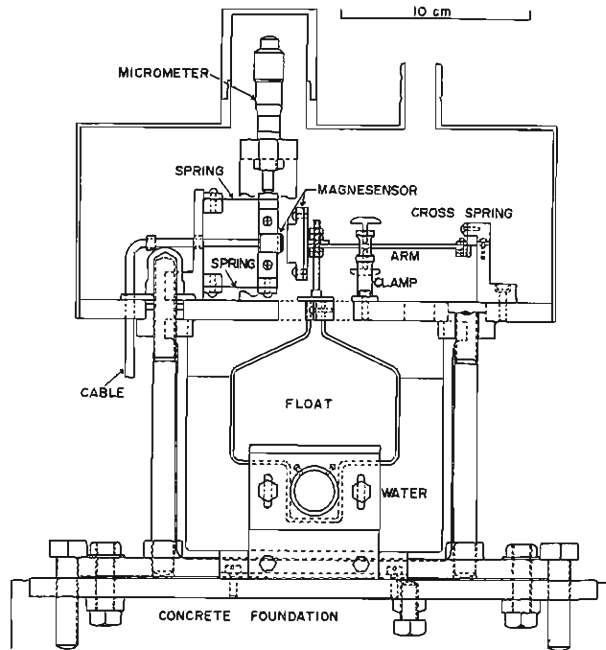 10 cm
MICROMETER
SPRING
MAGNESENSOR
CROSS SPRING
ARM
SPRING
CLAMP
CABLE
FLOAT
WATER
CONCRETE FOUNDATION